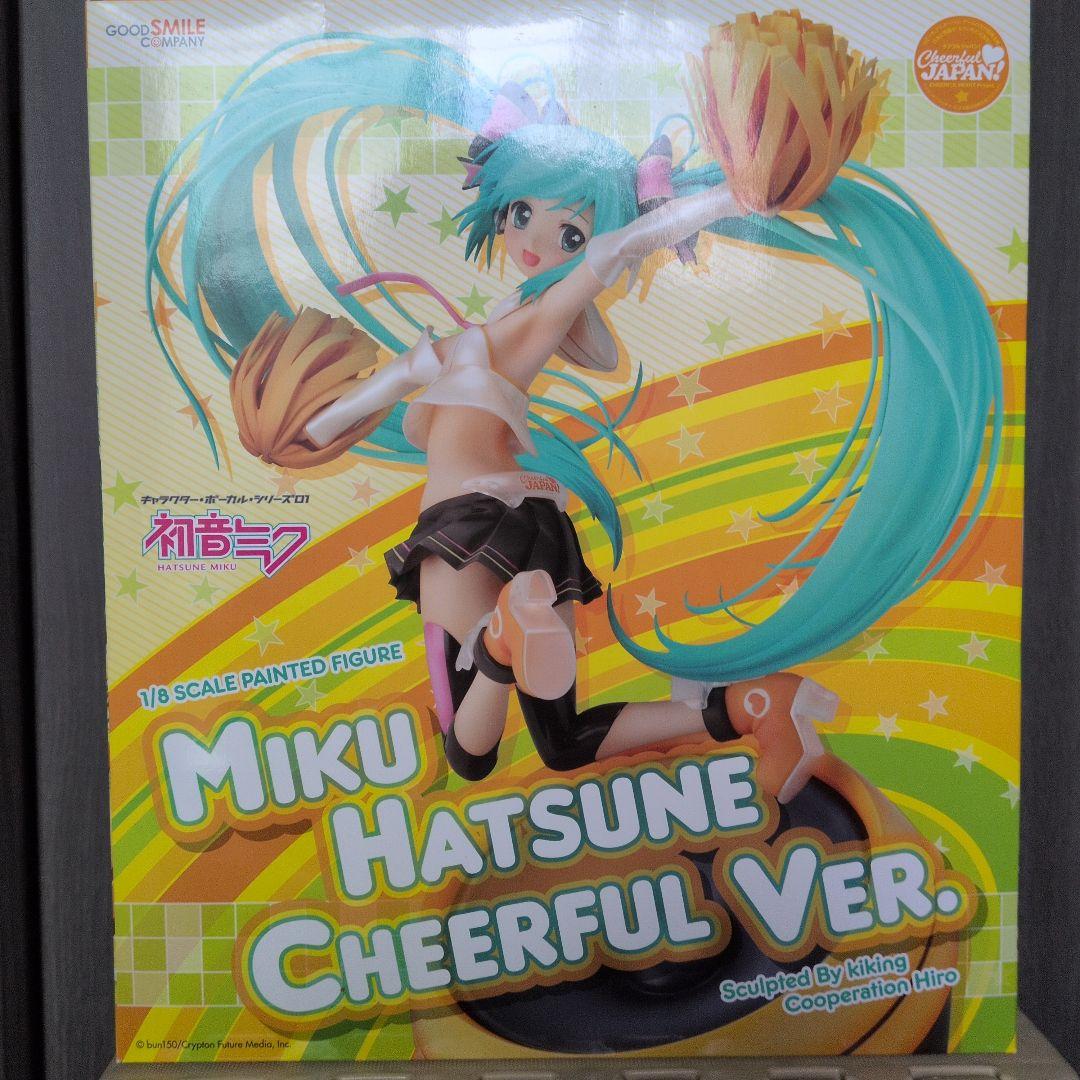 GOOD SMILE
COMPANY
Cheerful
JAPAN!
Cheerful
JAPAN!
キャラクター・ボーカル・シリーズ01
初音ミク
HATSUNE MIKU
1/8 SCALE PAINTED FIGURE
MIKU
HATSUNE
CHEERFUL VER.
Sculpted By kiking
Cooperation Hiro
© bun150/Crypton Future Media, Inc.